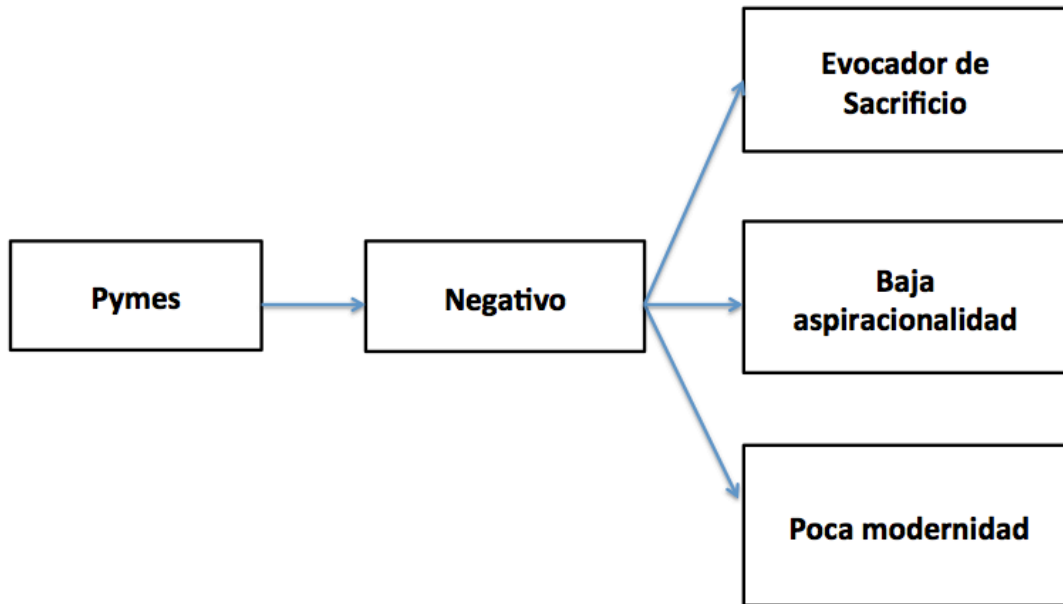 Pymes
Negativo
Evocador de
Sacrificio
Baja
aspiracionalidad
Poca modernidad